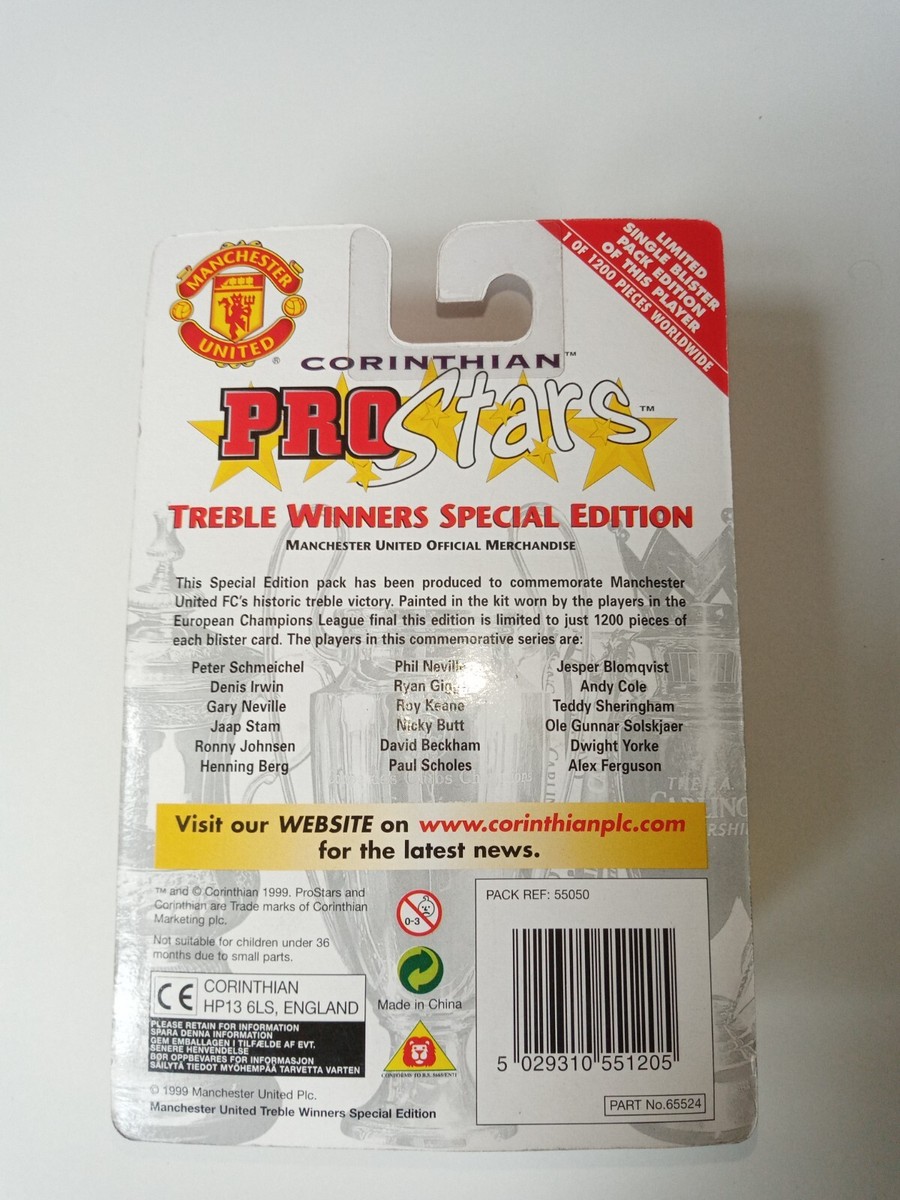 MANCHESTER
UNITED
®
LIMITED
SINGLE BLISTER
PACK EDITION
OF THIS PLAYER
1 OF 1200 PIECES WORLDWIDE
CORINTHIAN™
PROStars™
TREBLE WINNERS SPECIAL EDITION
MANCHESTER UNITED OFFICIAL MERCHANDISE
This Special Edition pack has been produced to commemorate Manchester
United FC's historic treble victory. Painted in the kit worn by the players in the
European Champions League final this edition is limited to just 1200 pieces of
each blister card. The players in this commemorative series are:
Peter Schmeichel
Denis Irwin
Gary Neville
Jaap Stam
Ronny Johnsen
Henning Berg
Phil Neville
Ryan Giggs
Roy Keane
Nicky Butt
David Beckham
Paul Scholes
Jesper Blomqvist
Andy Cole
Teddy Sheringham
Ole Gunnar Solskjaer
Dwight Yorke
Alex Ferguson
THE F.A.
Visit our WEBSITE on www.corinthianplc.com
for the latest news.
™ and © Corinthian 1999. ProStars and
Corinthian are Trade marks of Corinthian
Marketing plc.
Not suitable for children under 36
months due to small parts.
CE
CORINTHIAN
HP13 6LS, ENGLAND
PLEASE RETAIN FOR INFORMATION
SPARA DENNA INFORMATION
GEM EMBALLAGEN I TILFÆLDE AF EVT.
SENERE HENVENDELSE
BØR OPPBEVARES FOR INFORMASJON
SÄILYTÄ TIEDOT MYÖHEMPÄÄ TARVETTA VARTEN
© 1999 Manchester United Plc.
Manchester United Treble Winners Special Edition
0-3
Made in China
PACK REF: 55050
5 029310 551205
PART No.65524